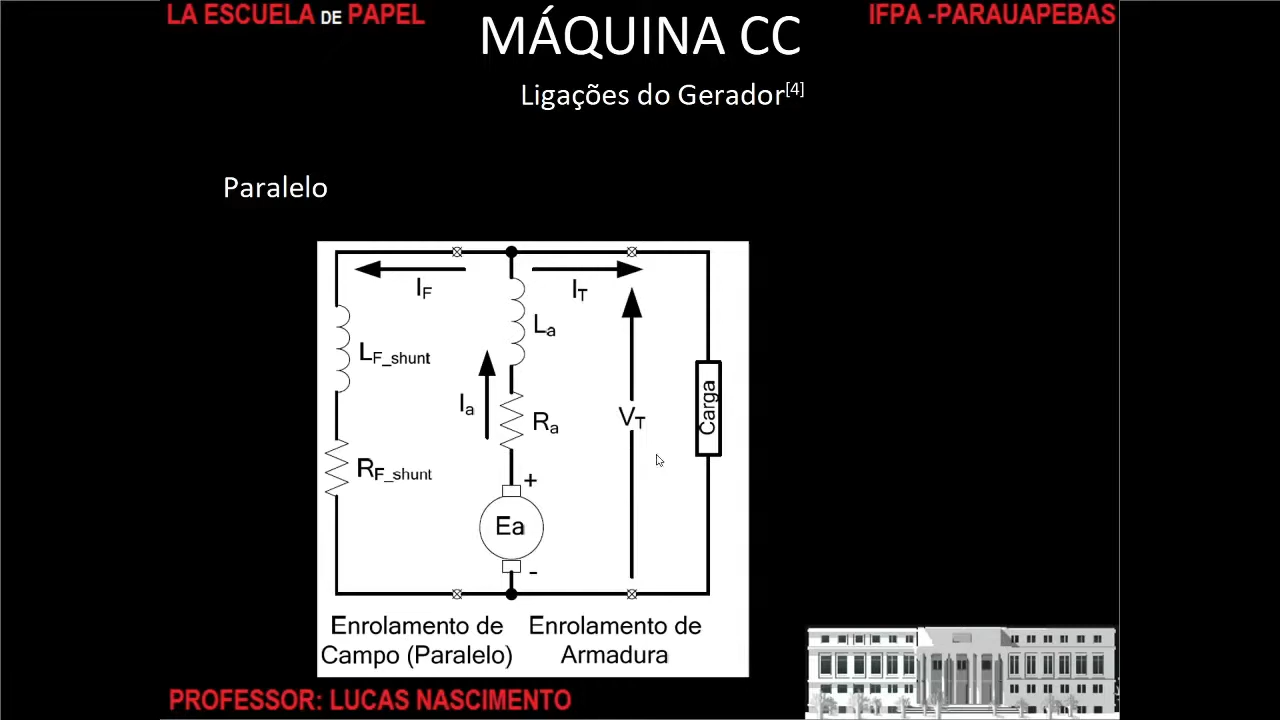 LA ESCUELA DE PAPEL
IFPA -PARAUAPEBAS
MÁQUINA CC
Ligações do Gerador[4]
Paralelo
IF
IT
La
LF_shunt
Ia
Ra
VT
Carga
RF_shunt
+
Ea
-
Enrolamento de
Campo (Paralelo)
Enrolamento de
Armadura
PROFESSOR: LUCAS NASCIMENTO